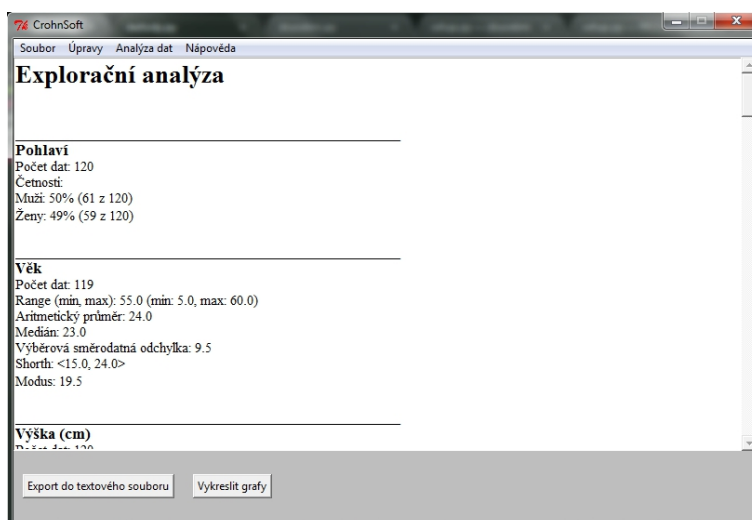 CrohnSoft
Soubor Úpravy Analýza dat Nápověda
Explorační analýza
Pohlaví
Počet dat: 120
Četnosti:
Muži: 50% (61 z 120)
Ženy: 49% (59 z 120)
Věk
Počet dat: 119
Range (min, max): 55.0 (min: 5.0, max: 60.0)
Aritmetický průměr: 24.0
Medián: 23.0
Výběrová směrodatná odchylka: 9.5
Shorth: <15.0, 24.0>
Modus: 19.5
Výška (cm)
Počet dat: 120
Export do textového souboru Vykreslit grafy